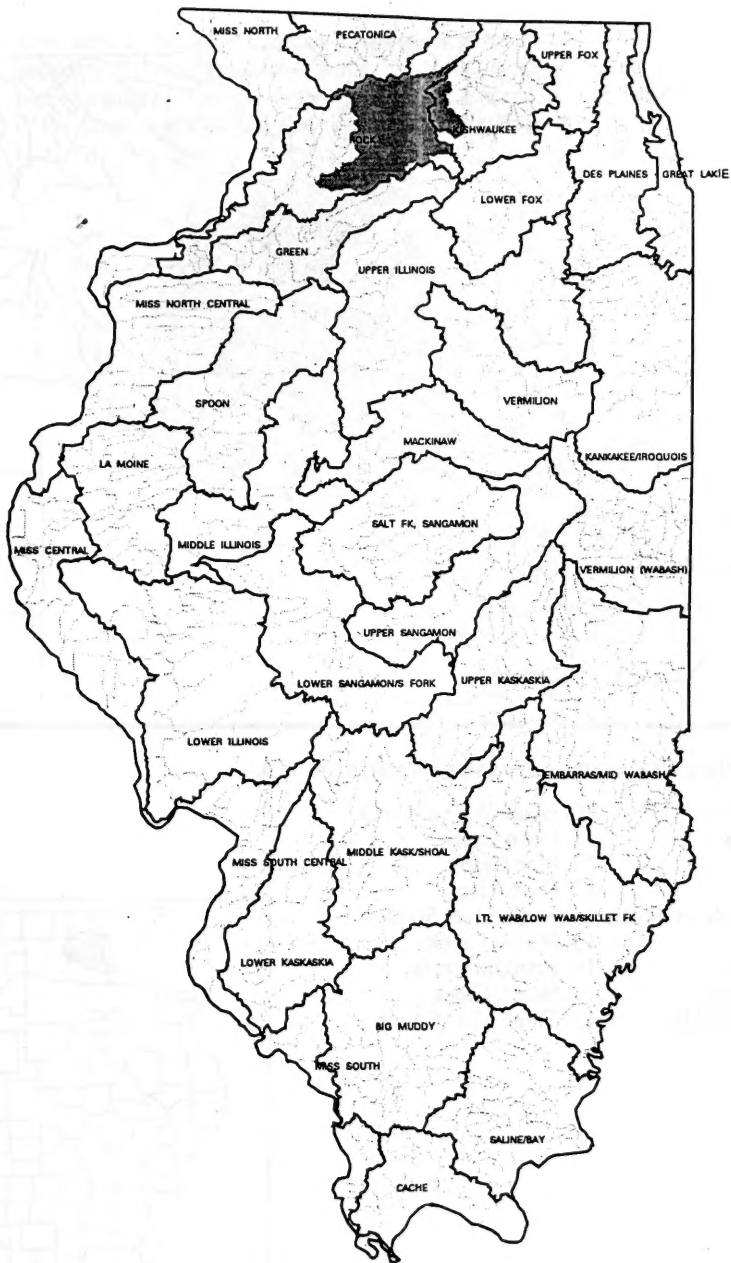 MISS NORTH
PECATONICA
UPPER FOX
ROCK
KISHWAUKEE
DES PLAINES
GREAT LAKE
LOWER FOX
GREEN
UPPER ILLINOIS
MISS NORTH CENTRAL
SPOON
VERMILION
MACKINAW
KANKAKEE/IROQUOIS
LA MOINE
SALT FK, SANGAMON
MISS CENTRAL
MIDDLE ILLINOIS
VERMILION (WABASH)
UPPER SANGAMON
LOWER SANGAMON/S FORK
UPPER KASKASKIA
LOWER ILLINOIS
EMBARRAS/MID WABASH
MISS SOUTH CENTRAL
MIDDLE KASK/SHOAL
LTL WAB/LOW WAB/SKILLET FK
LOWER KASKASKIA
BIG MUDDY
MISS SOUTH
SALINE/BAY
CACHE